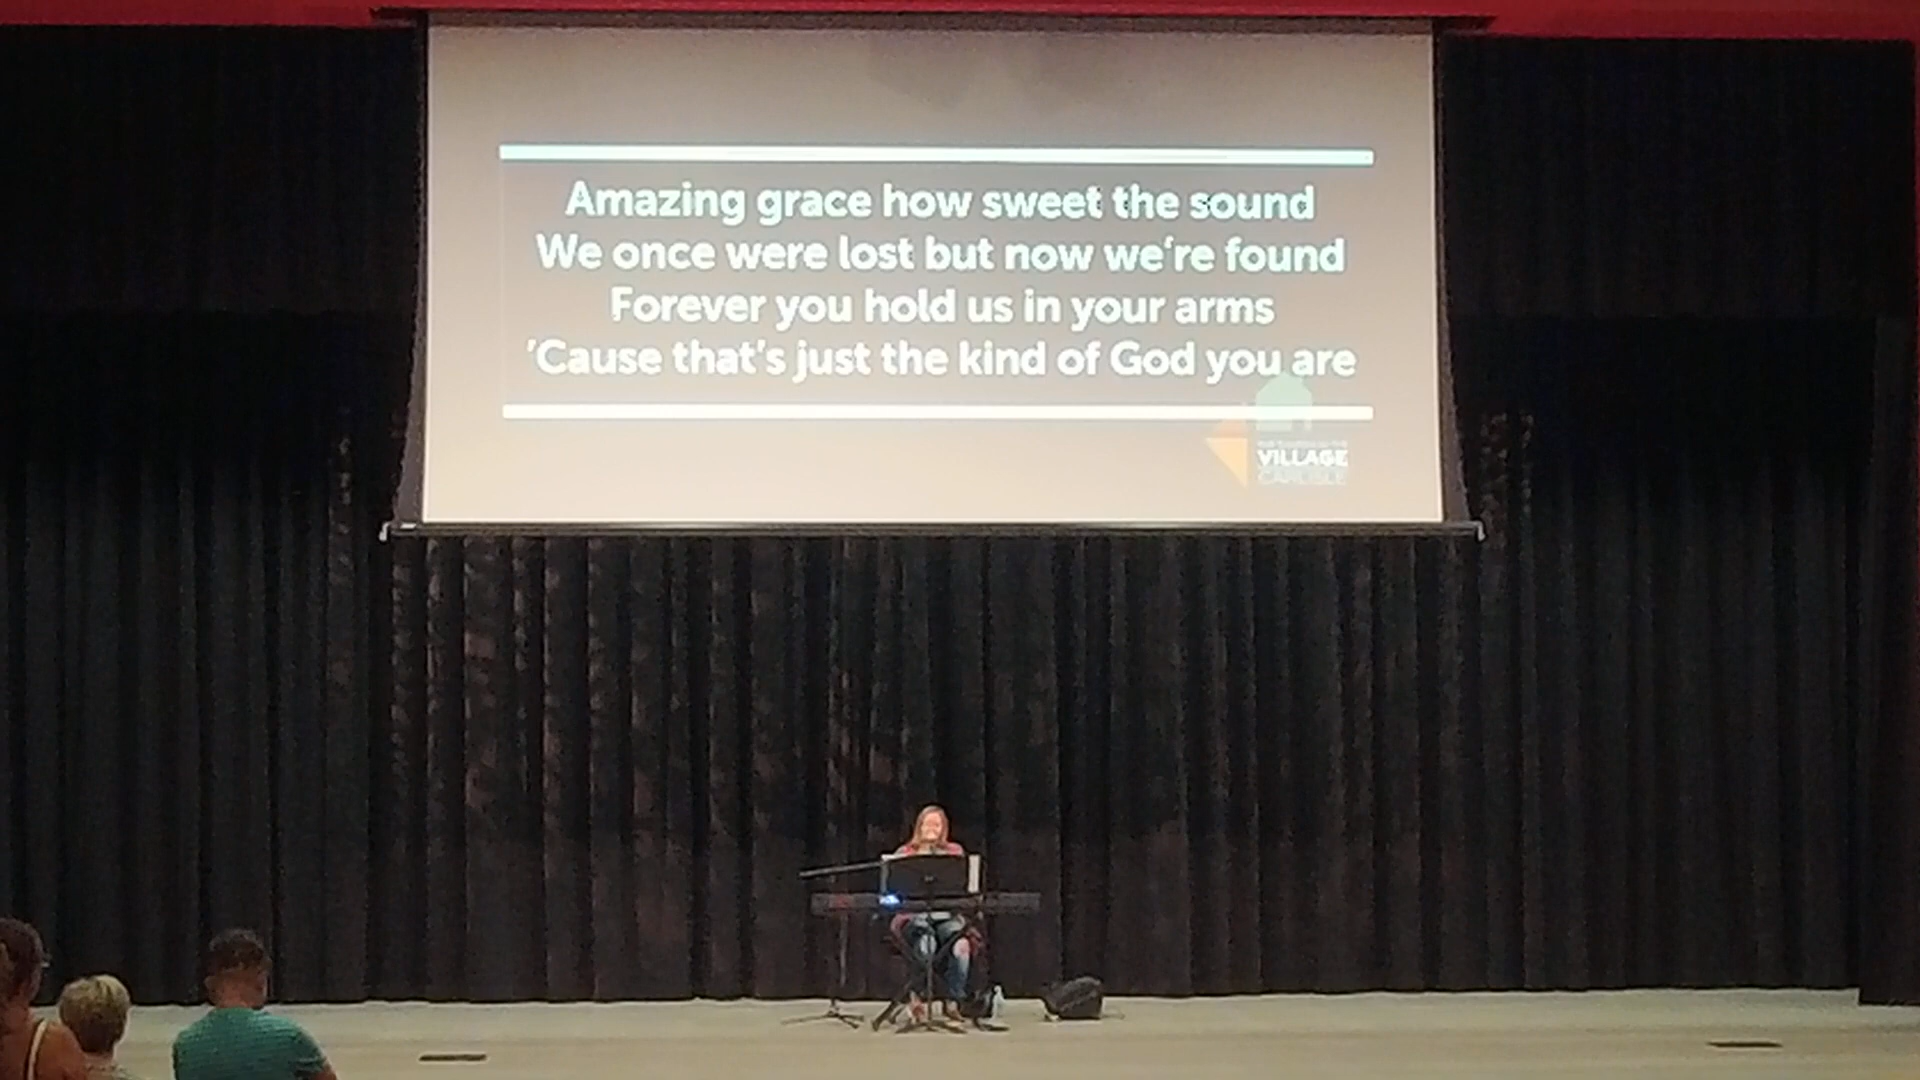 Amazing grace how sweet the sound
We once were lost but now we're found
Forever you hold us in your arms
'Cause that's just the kind of God you are
VILLAGE
CARLISLE